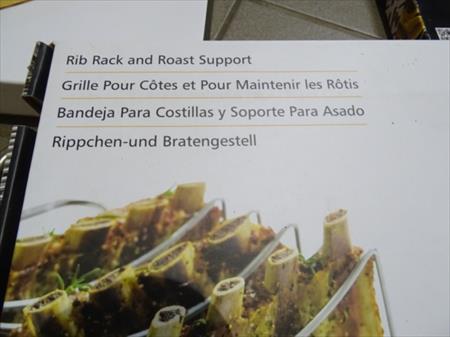 Rib Rack and Roast Support
Grille Pour Côtes et Pour Maintenir les Rôtis
Bandeja Para Costillas y Soporte Para Asado
Rippchen-und Bratengestell